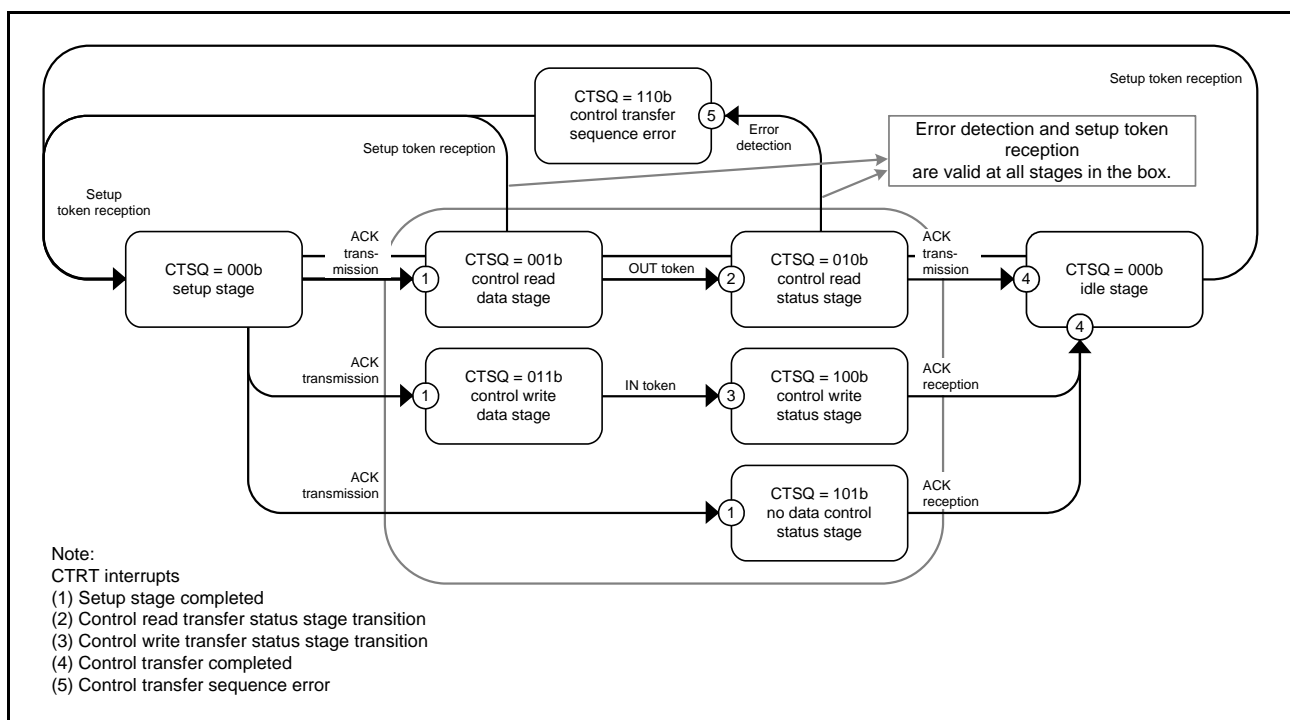 Setup token reception
CTSQ = 110b
control transfer
sequence error
5
Error
detection
Setup token reception
Error detection and setup token
reception
are valid at all stages in the box.
Setup
token reception
CTSQ = 000b
setup stage
ACK
trans-
mission
1
CTSQ = 001b
control read
data stage
OUT token
2
CTSQ = 010b
control read
status stage
ACK
trans-
mission
4
CTSQ = 000b
idle stage
4
ACK
transmission
1
CTSQ = 011b
control write
data stage
IN token
3
CTSQ = 100b
control write
status stage
ACK
reception
ACK
transmission
1
CTSQ = 101b
no data control
status stage
ACK
reception
Note:
CTRT interrupts
(1) Setup stage completed
(2) Control read transfer status stage transition
(3) Control write transfer status stage transition
(4) Control transfer completed
(5) Control transfer sequence error